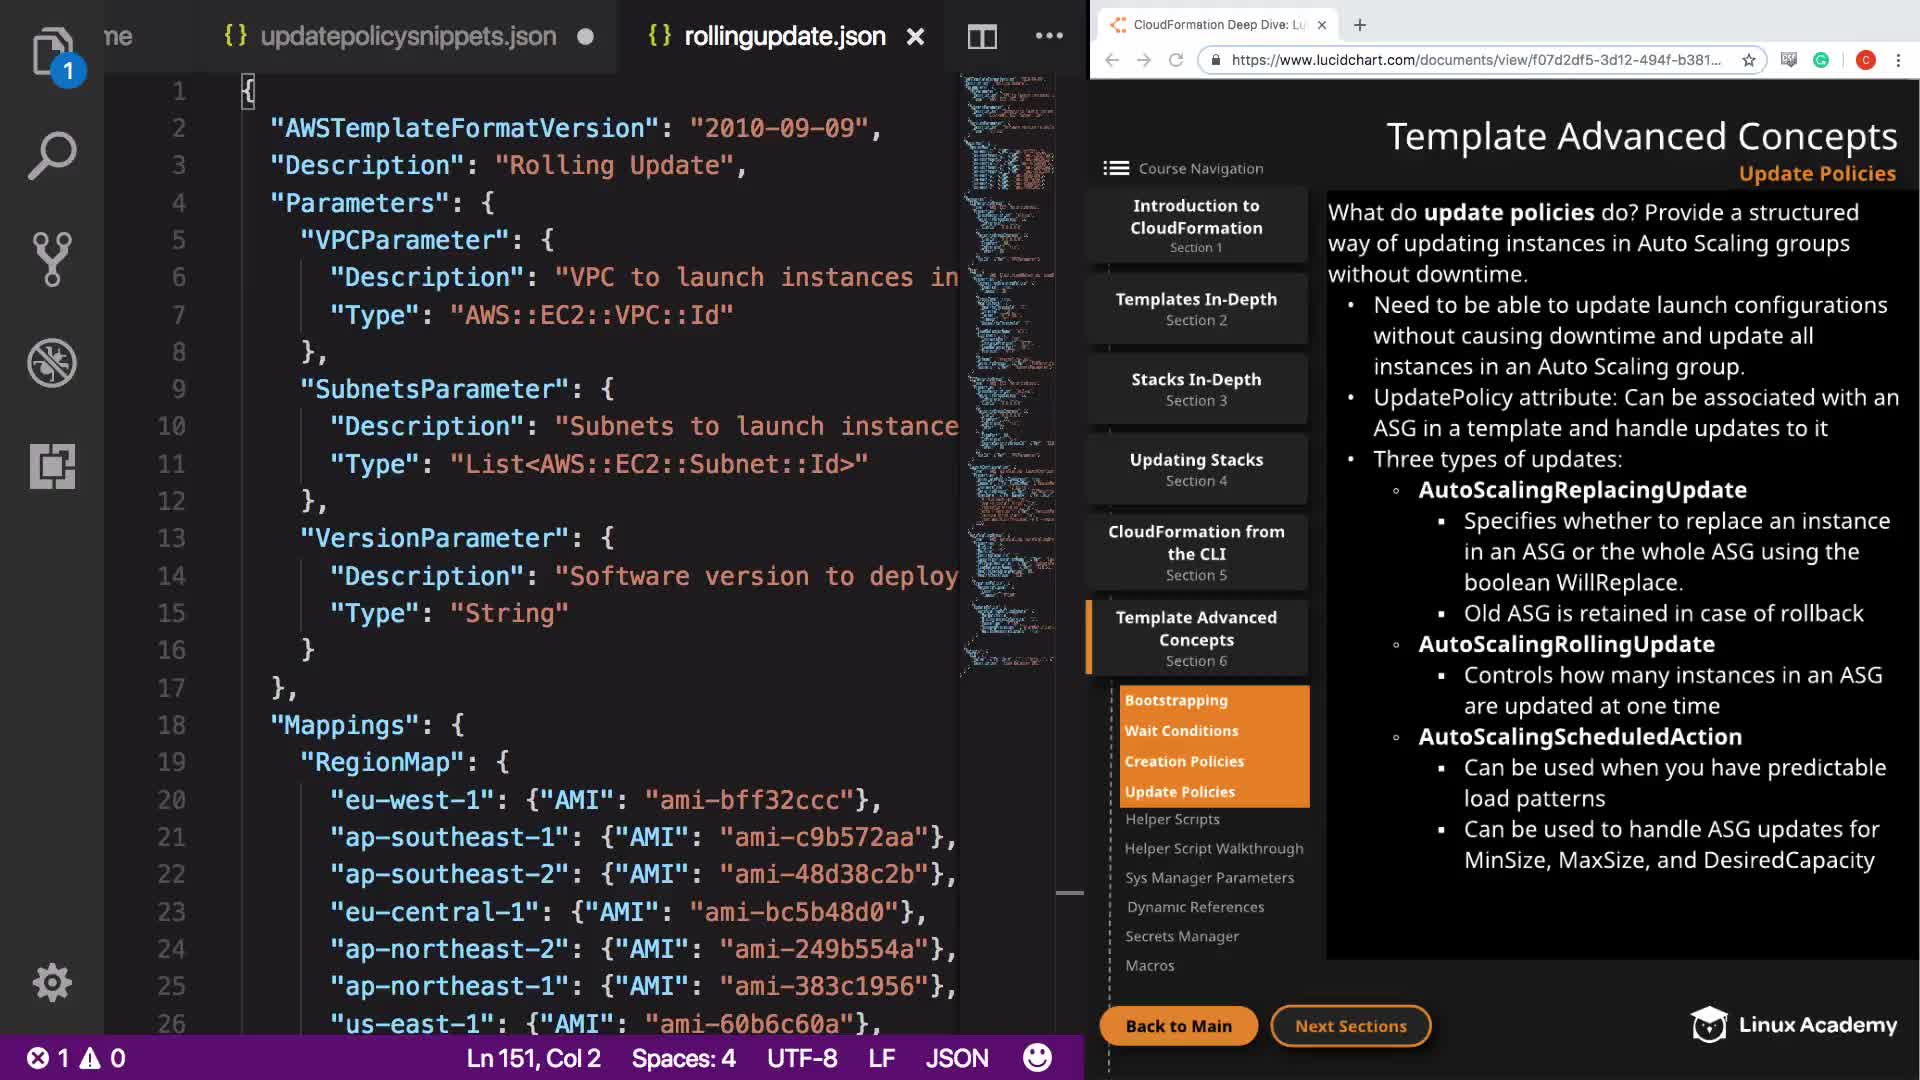 me
{} updatepolicysnippets.json
{} rollingupdate.json
1
1 {
2 "AWSTemplateFormatVersion": "2010-09-09",
3 "Description": "Rolling Update",
4 "Parameters": {
5 "VPCParameter": {
6 "Description": "VPC to launch instances in
7 "Type": "AWS::EC2::VPC::Id"
8 },
9 "SubnetsParameter": {
10 "Description": "Subnets to launch instance
11 "Type": "List<AWS::EC2::Subnet::Id>"
12 },
13 "VersionParameter": {
14 "Description": "Software version to deploy
15 "Type": "String"
16 }
17 },
18 "Mappings": {
19 "RegionMap": {
20 "eu-west-1": {"AMI": "ami-bff32ccc"},
21 "ap-southeast-1": {"AMI": "ami-c9b572aa"},
22 "ap-southeast-2": {"AMI": "ami-48d38c2b"},
23 "eu-central-1": {"AMI": "ami-bc5b48d0"},
24 "ap-northeast-2": {"AMI": "ami-249b554a"},
25 "ap-northeast-1": {"AMI": "ami-383c1956"},
26 "us-east-1": {"AMI": "ami-60b6c60a"},
1 0
Ln 151, Col 2 Spaces: 4 UTF-8 LF JSON
CloudFormation Deep Dive: Lu
https://www.lucidchart.com/documents/view/f07d2df5-3d12-494f-b381...
C
Template Advanced Concepts
Update Policies
Course Navigation
Introduction to
CloudFormation
Section 1
Templates In-Depth
Section 2
Stacks In-Depth
Section 3
Updating Stacks
Section 4
CloudFormation from
the CLI
Section 5
Template Advanced
Concepts
Section 6
Bootstrapping
Wait Conditions
Creation Policies
Update Policies
Helper Scripts
Helper Script Walkthrough
Sys Manager Parameters
Dynamic References
Secrets Manager
Macros
What do update policies do? Provide a structured
way of updating instances in Auto Scaling groups
without downtime.
• Need to be able to update launch configurations
without causing downtime and update all
instances in an Auto Scaling group.
• UpdatePolicy attribute: Can be associated with an
ASG in a template and handle updates to it
• Three types of updates:
◦ AutoScalingReplacingUpdate
▪ Specifies whether to replace an instance
in an ASG or the whole ASG using the
boolean WillReplace.
▪ Old ASG is retained in case of rollback
◦ AutoScalingRollingUpdate
▪ Controls how many instances in an ASG
are updated at one time
◦ AutoScalingScheduledAction
▪ Can be used when you have predictable
load patterns
▪ Can be used to handle ASG updates for
MinSize, MaxSize, and DesiredCapacity
Back to Main
Next Sections
Linux Academy